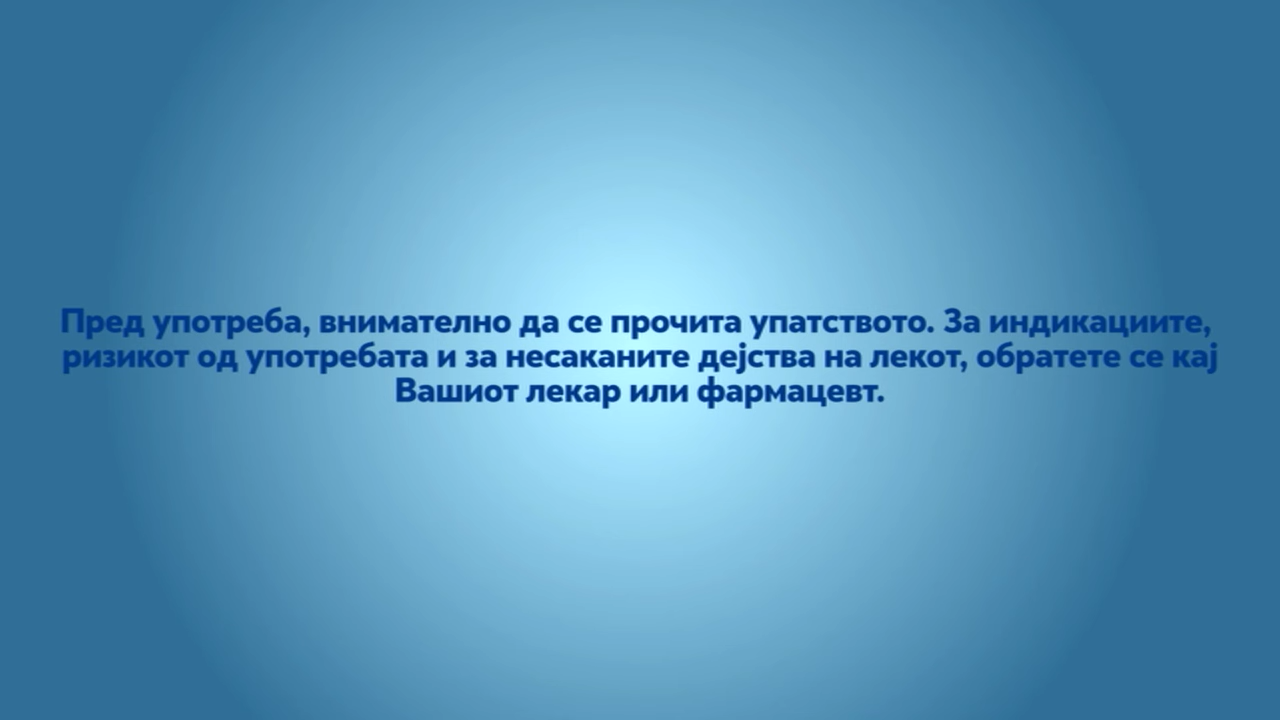 Пред употреба, внимателно да се прочита упатството. За индикациите,
ризикот од употребата и за несаканите дејства на лекот, обратете се кај
Вашиот лекар или фармацевт.